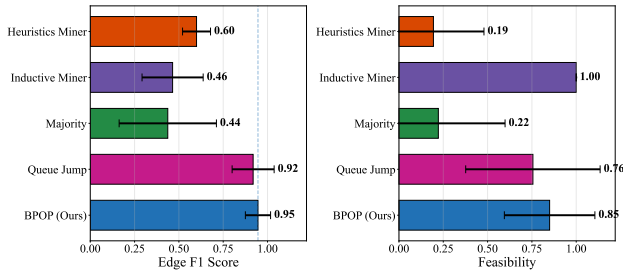 Heuristics Miner
0.60
Inductive Miner
0.46
Majority
0.44
Queue Jump
0.92
BPOP (Ours)
0.95
0.00 0.25 0.50 0.75 1.00
Edge F1 Score
Heuristics Miner
0.19
Inductive Miner
1.00
Majority
0.22
Queue Jump
0.76
BPOP (Ours)
0.85
0.00 0.25 0.50 0.75 1.00
Feasibility